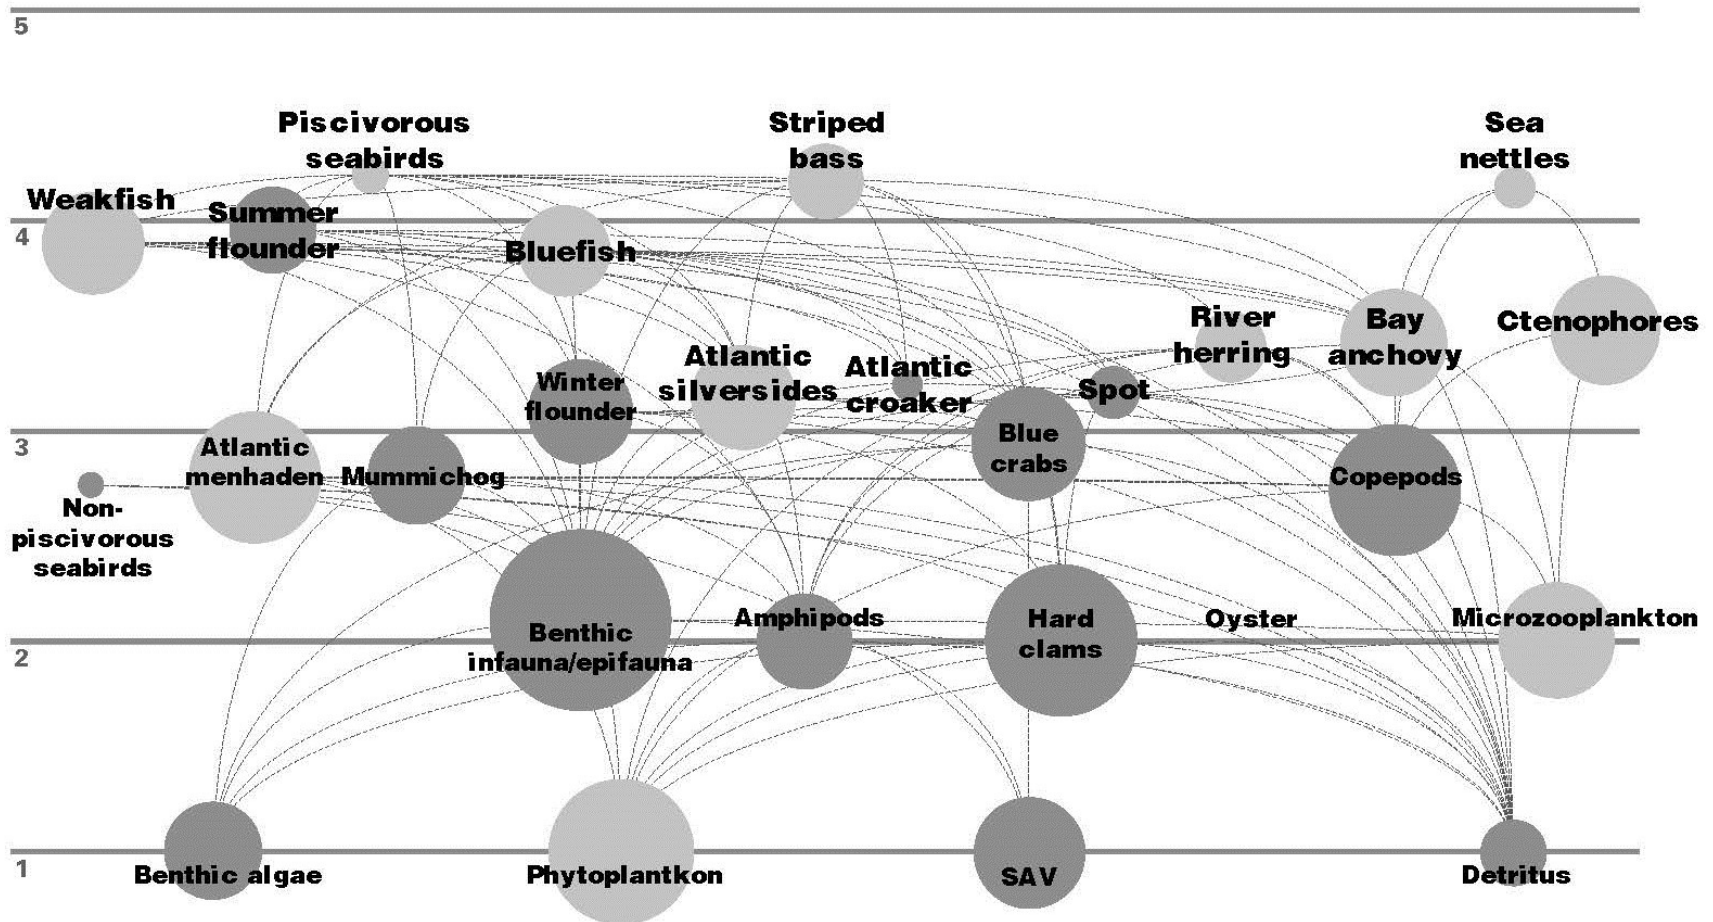 5
Piscivorous
seabirds
Striped
bass
Sea
nettles
Weakfish
Summer
flounder
4
Bluefish
River
herring
Bay
anchovy
Ctenophores
Winter
flounder
Atlantic
silversides
Atlantic
croaker
Spot
3
Atlantic
menhaden
Mummichog
Blue
crabs
Copepods
Non-
piscivorous
seabirds
Benthic
infauna/epifauna
Amphipods
Hard
clams
Oyster
Microzooplankton
2
1
Benthic algae
Phytoplantkon
SAV
Detritus